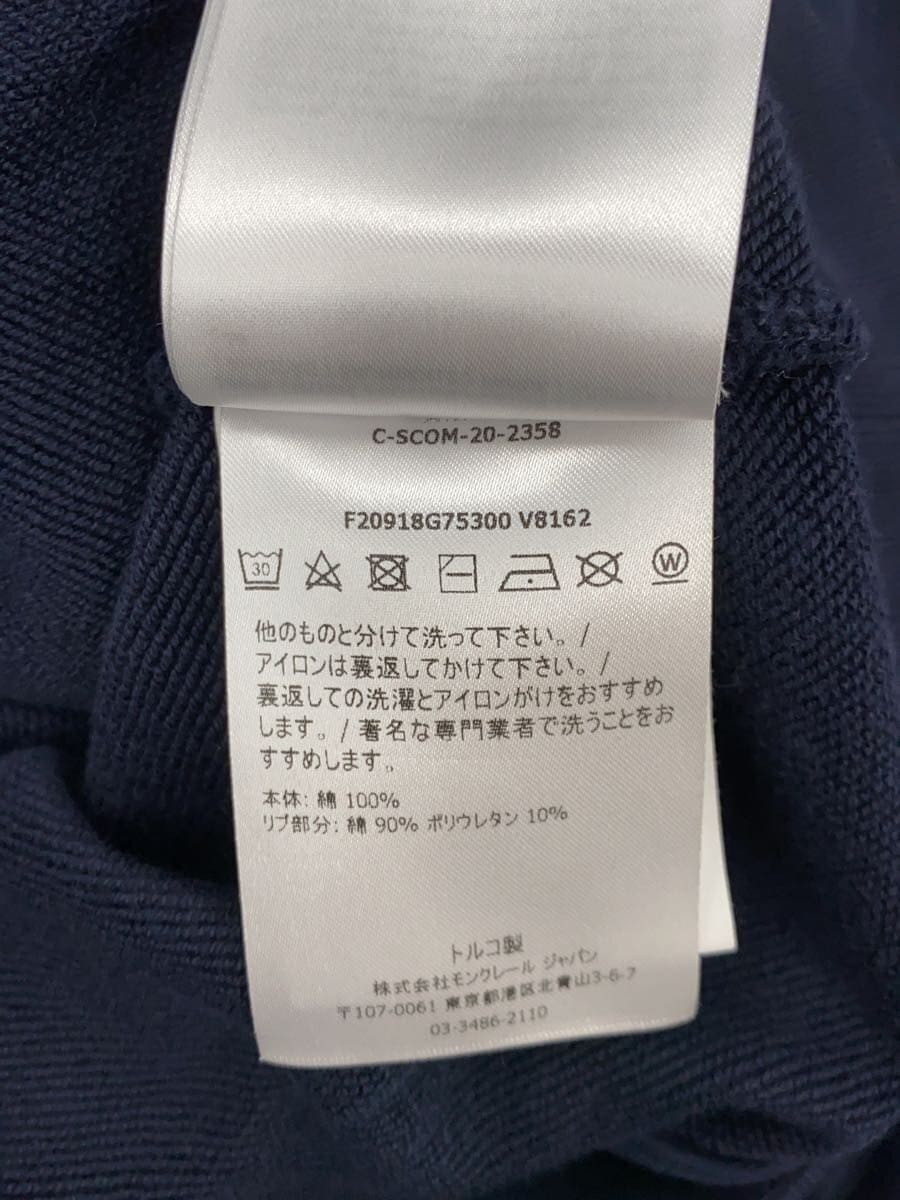 C-SCOM-20-2358
F20918G75300 V8162
30
W
他のものと分けて洗って下さい。/
アイロンは裏返してかけて下さい。/
裏返しての洗濯とアイロンがけをおすすめ
します。/ 著名な専門業者で洗うことをお
すすめします。
本体: 綿 100%
リブ部分: 綿 90% ポリウレタン 10%
トルコ製
株式会社モンクレール ジャパン
〒107-0061 東京都港区北青山3-6-7
03-3486-2110